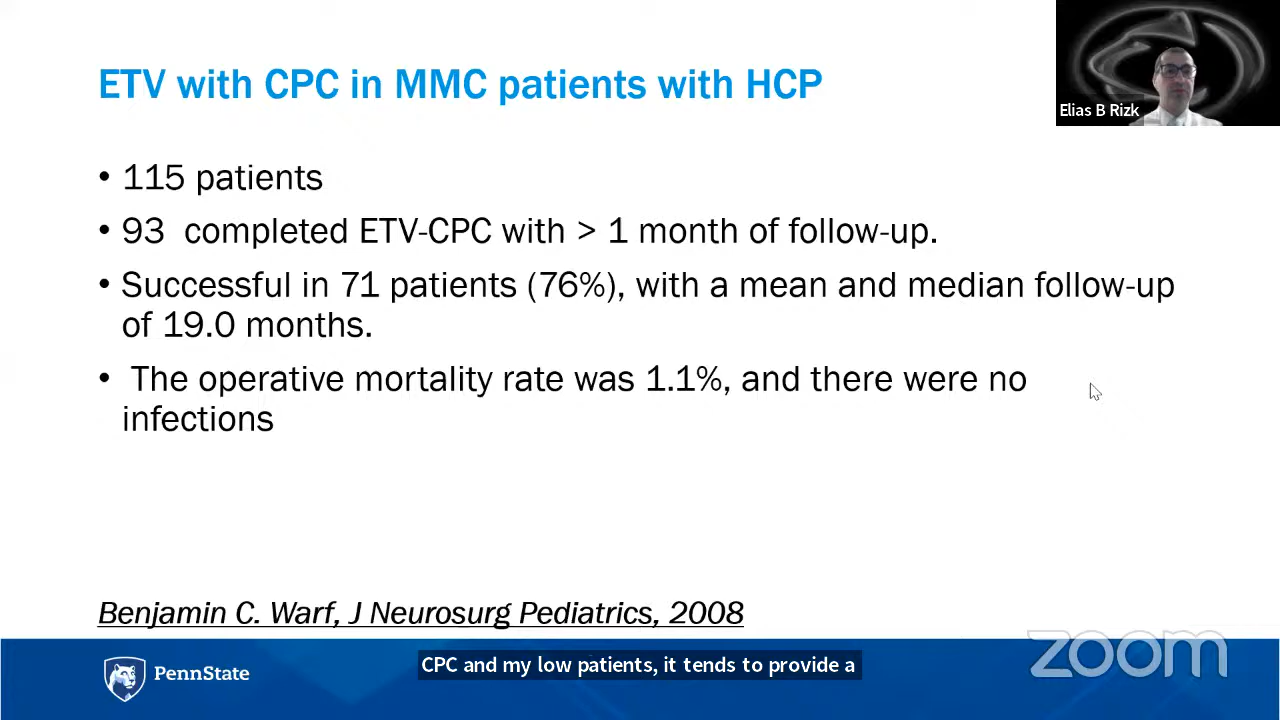 ETV with CPC in MMC patients with HCP
Elias B Rizk
• 115 patients
• 93 completed ETV-CPC with > 1 month of follow-up.
• Successful in 71 patients (76%), with a mean and median follow-up
of 19.0 months.
• The operative mortality rate was 1.1%, and there were no
infections
Benjamin C. Warf, J Neurosurg Pediatrics, 2008
PennState
CPC and my low patients, it tends to provide a
zoom